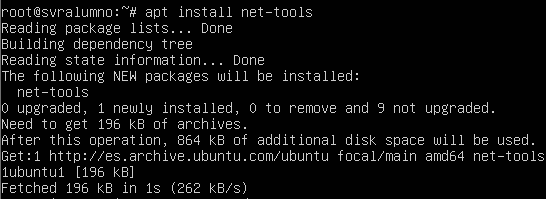 root@svralumno:~# apt install net-tools
Reading package lists... Done
Building dependency tree
Reading state information... Done
The following NEW packages will be installed:
  net-tools
0 upgraded, 1 newly installed, 0 to remove and 9 not upgraded.
Need to get 196 kB of archives.
After this operation, 864 kB of additional disk space will be used.
Get:1 http://es.archive.ubuntu.com/ubuntu focal/main amd64 net-tools
1ubuntu1 [196 kB]
Fetched 196 kB in 1s (262 kB/s)